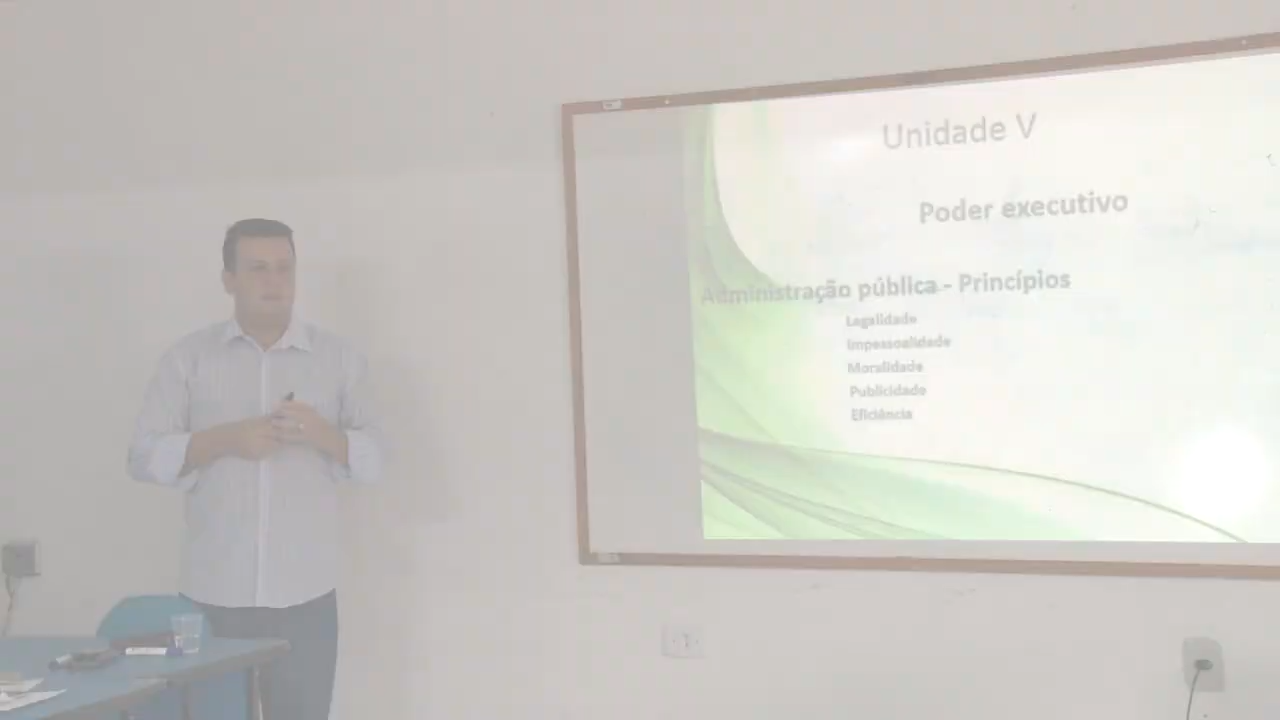 Unidade V
Poder executivo
Administração pública - Princípios
Legalidade
Impessoalidade
Moralidade
Publicidade
Eficiência